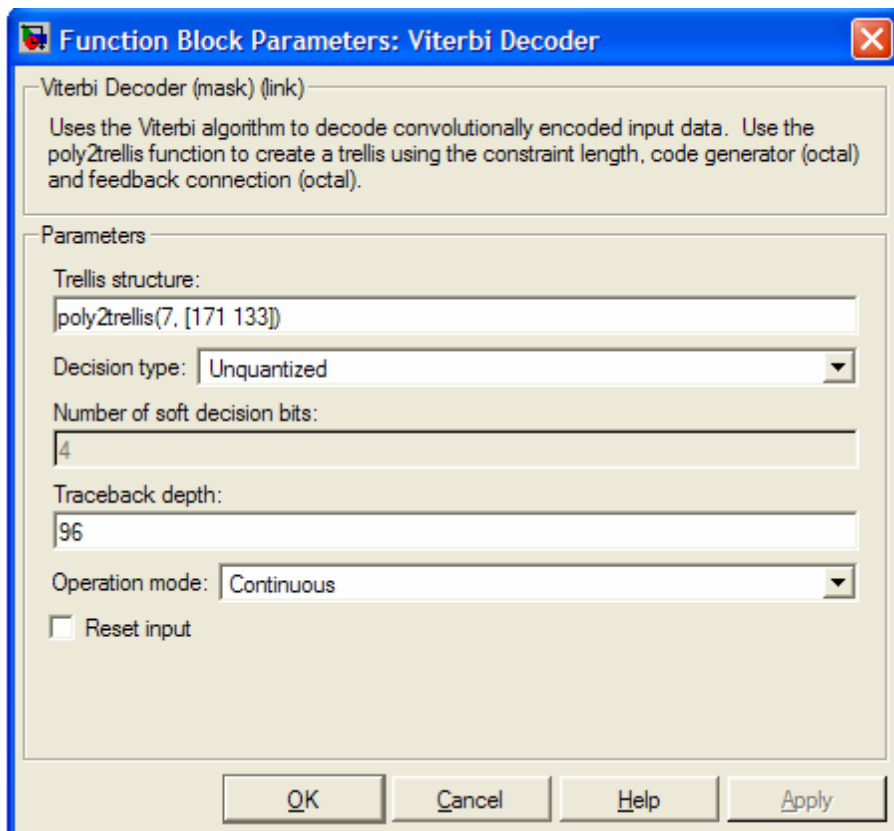 Function Block Parameters: Viterbi Decoder
Viterbi Decoder (mask) (link)
Uses the Viterbi algorithm to decode convolutionally encoded input data. Use the
poly2trellis function to create a trellis using the constraint length, code generator (octal)
and feedback connection (octal).
Parameters
Trellis structure:
poly2trellis(7, [171 133])
Decision type: Unquantized
Number of soft decision bits:
4
Traceback depth:
96
Operation mode: Continuous
Reset input
OK Cancel Help Apply